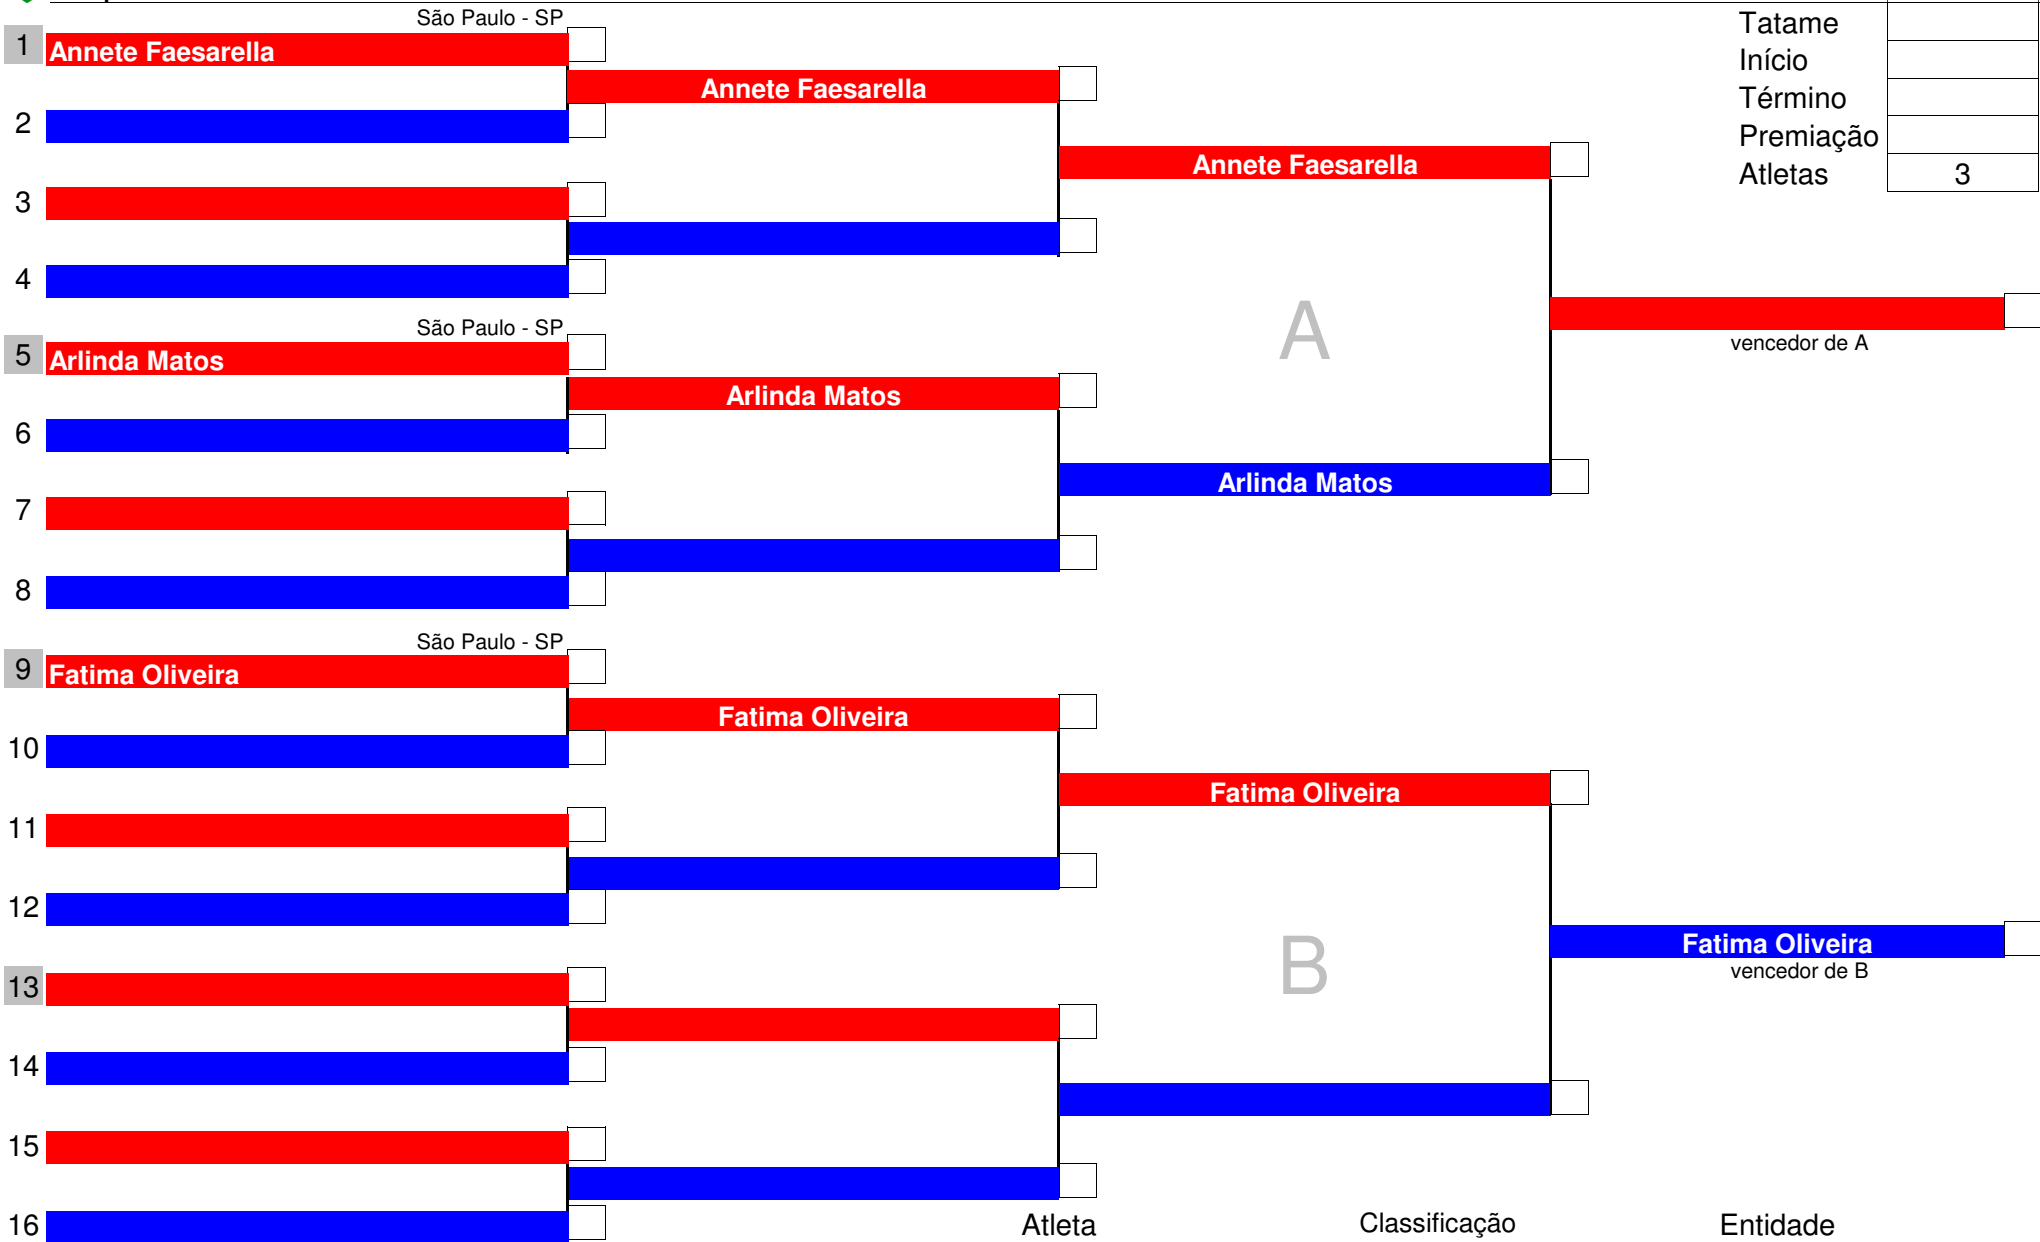 São Paulo - SP
Tatame
1 Annete Faesarella
Início
Annete Faesarella
Término
2
Premiação
Annete Faesarella
Atletas 3
3
4
São Paulo - SP
A
vencedor de A
5 Arlinda Matos
Arlinda Matos
6
Arlinda Matos
7
8
São Paulo - SP
9 Fatima Oliveira
Fatima Oliveira
10
Fatima Oliveira
11
12
Fatima Oliveira
B
vencedor de B
13
14
15
16
Atleta Classificação Entidade